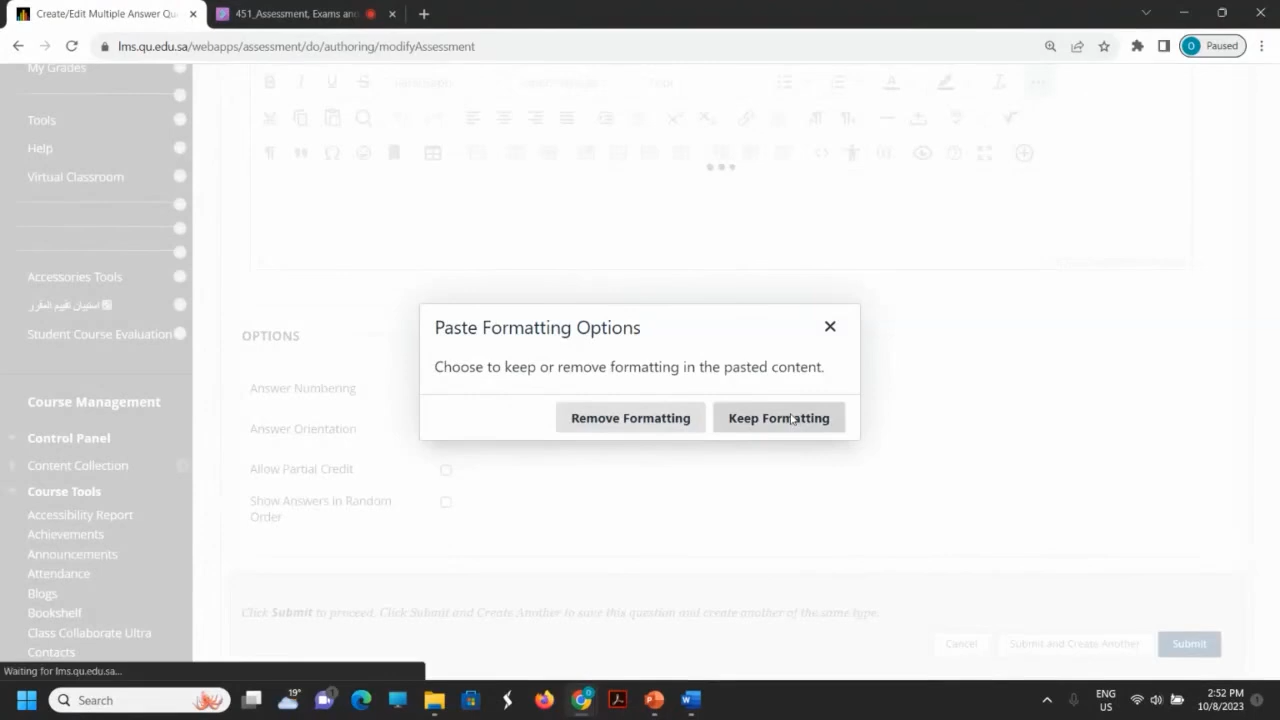 Create/Edit Multiple Answer Qu
451_Assessment, Exams and
lms.qu.edu.sa/webapps/assessment/do/authoring/modifyAssessment
Paused
My Grades
Tools
Help
Virtual Classroom
Accessories Tools
استبيان تقييم المقرر
Student Course Evaluation
Course Management
Control Panel
Content Collection
Course Tools
Accessibility Report
Achievements
Announcements
Attendance
Blogs
Bookshelf
Class Collaborate Ultra
Contacts
OPTIONS
Answer Numbering
Answer Orientation
Allow Partial Credit
Show Answers in Random
Order
Paste Formatting Options
Choose to keep or remove formatting in the pasted content.
Remove Formatting
Keep Formatting
Click Submit to proceed. Click Submit and Create Another to save this question and create another of the same type.
Cancel
Submit and Create Another
Submit
Waiting for lms.qu.edu.sa...
Search
19°
ENG
US
2:52 PM
10/8/2023